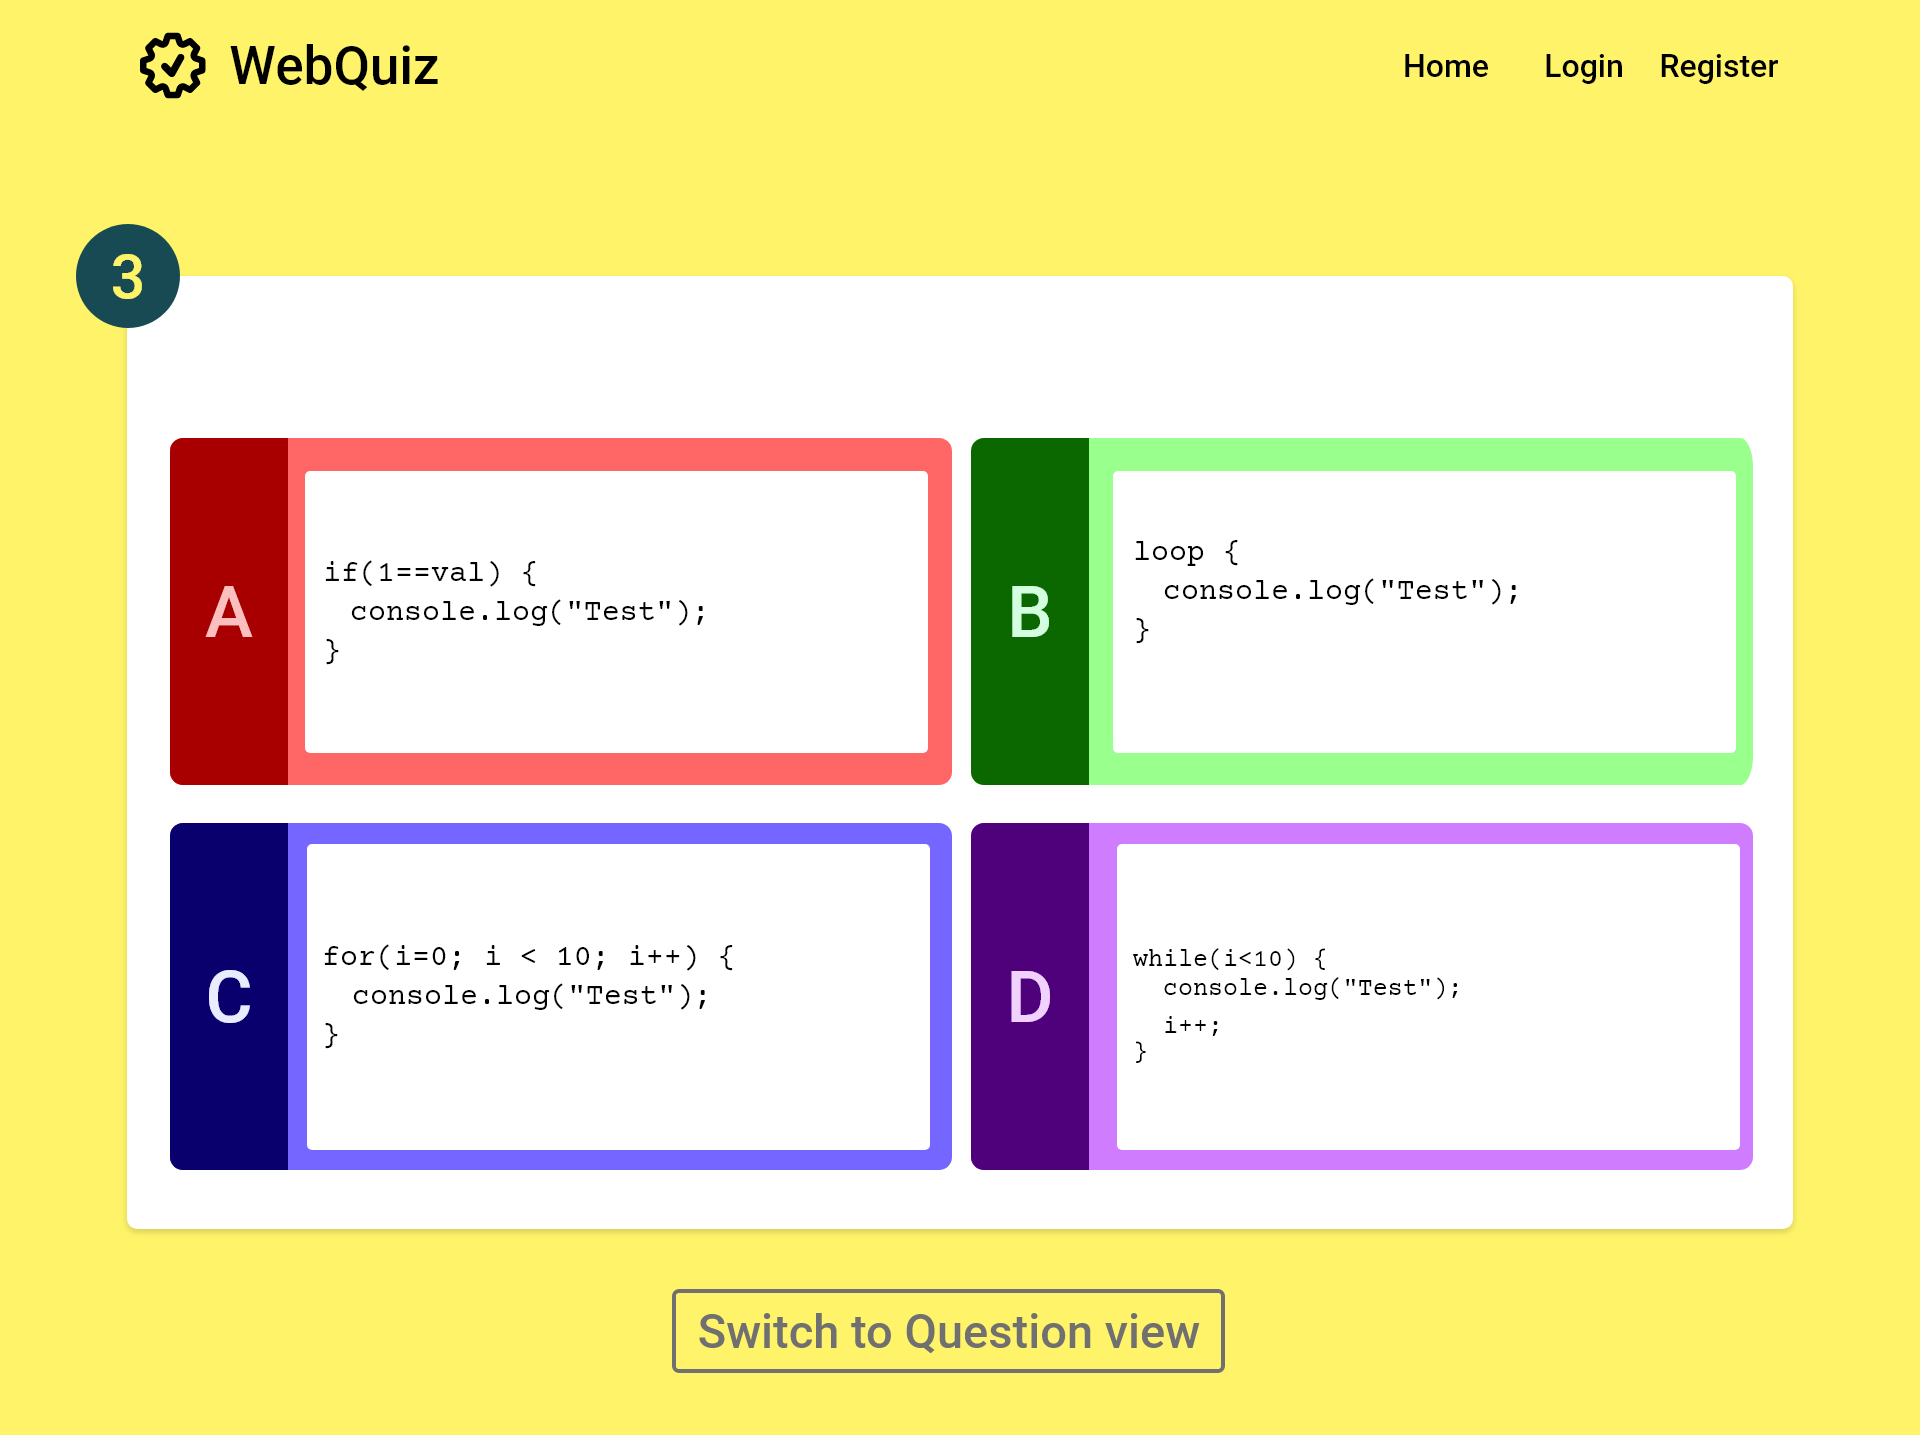 WebQuiz
Home Login Register
3
A
if(1==val) {
  console.log("Test");
}
B
loop {
  console.log("Test");
}
C
for(i=0; i < 10; i++) {
  console.log("Test");
}
D
while(i<10) {
  console.log("Test");
  i++;
}
Switch to Question view